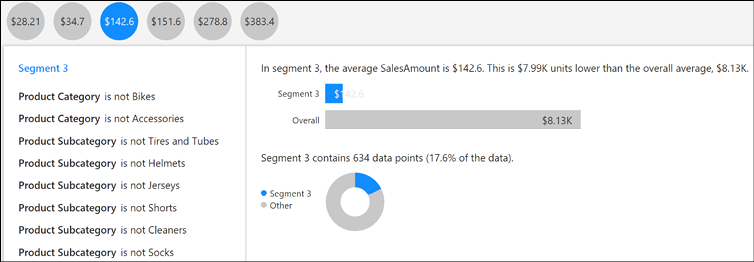 $28.21 $34.7 $142.6 $151.6 $278.8 $383.4
Segment 3
Product Category is not Bikes
Product Category is not Accessories
Product Subcategory is not Tires and Tubes
Product Subcategory is not Helmets
Product Subcategory is not Jerseys
Product Subcategory is not Shorts
Product Subcategory is not Cleaners
Product Subcategory is not Socks
In segment 3, the average SalesAmount is $142.6. This is $7.99K units lower than the overall average, $8.13K.
Segment 3 $142.6
Overall $8.13K
Segment 3 contains 634 data points (17.6% of the data).
Segment 3
Other